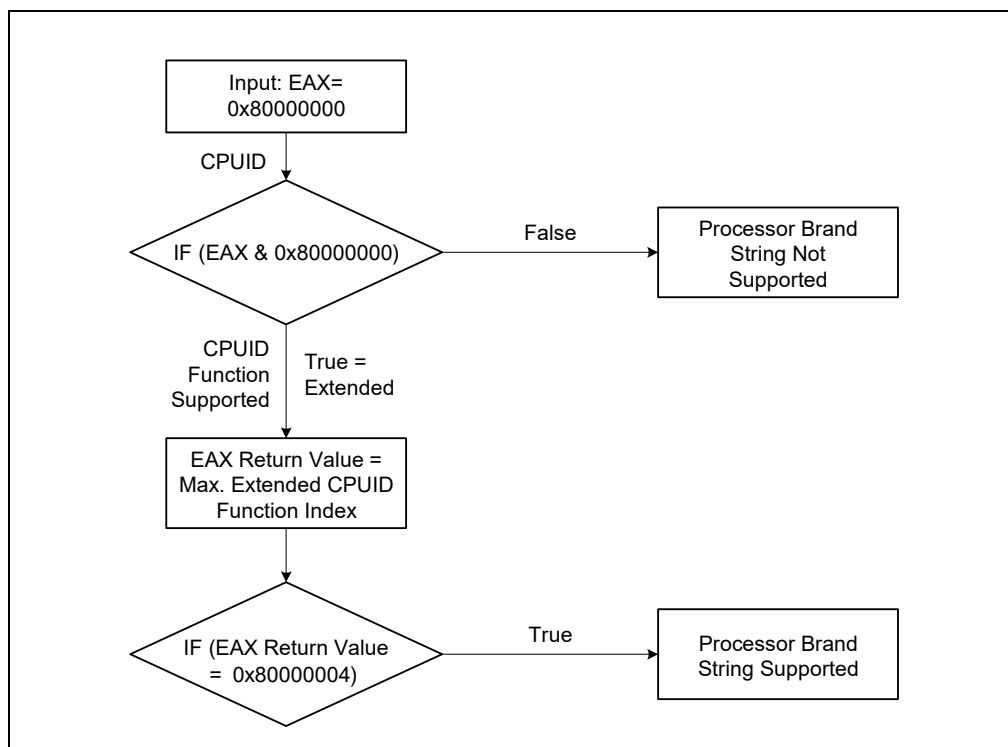 Input: EAX=
0x80000000
CPUID
IF (EAX & 0x80000000)
False
Processor Brand
String Not
Supported
CPUID
Function
Supported
True =
Extended
EAX Return Value =
Max. Extended CPUID
Function Index
IF (EAX Return Value
= 0x80000004)
True
Processor Brand
String Supported